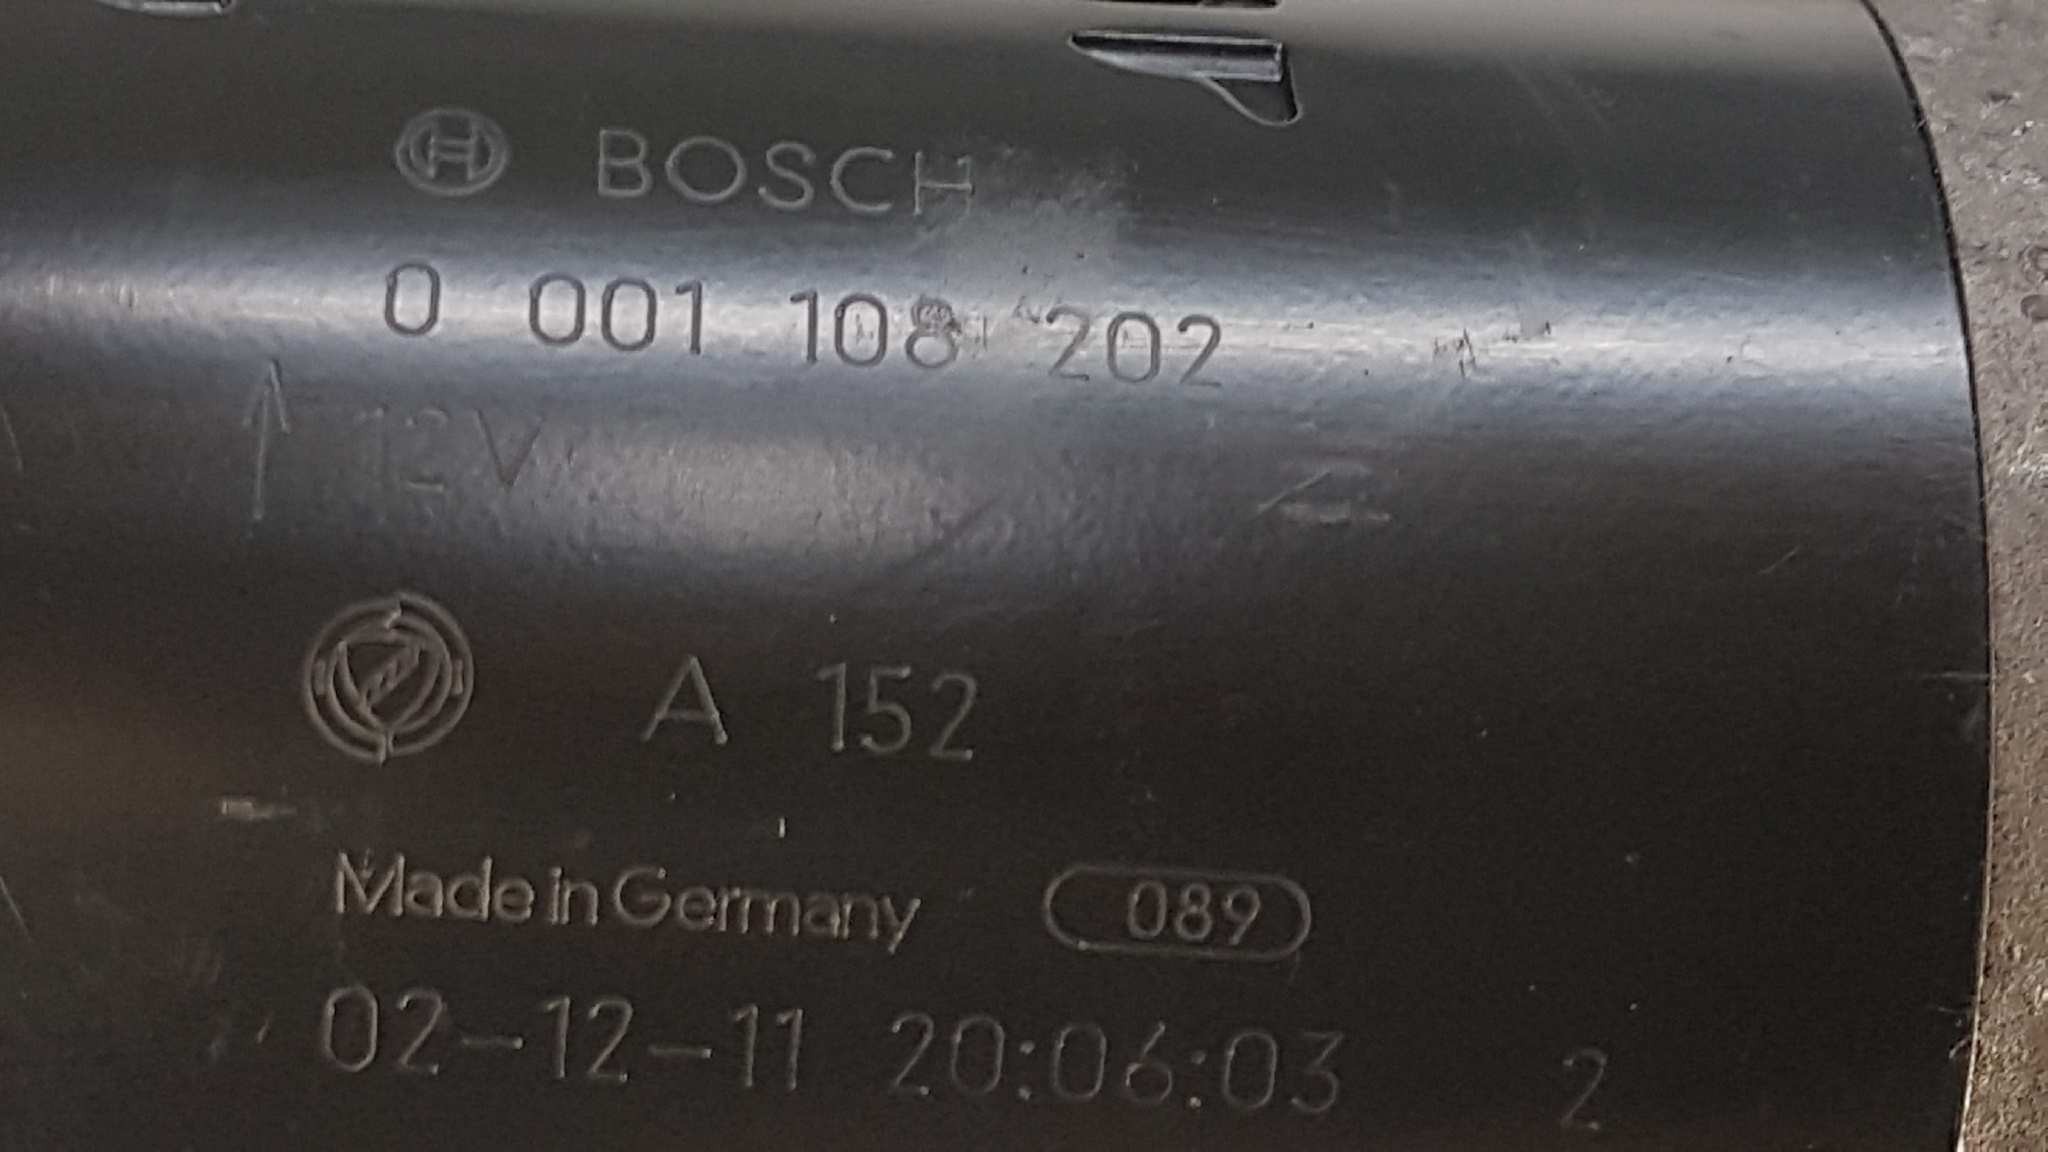 BOSCH
0 001 108 202
12V
A 152
Made in Germany 089
02-12-11 20:06:03 2